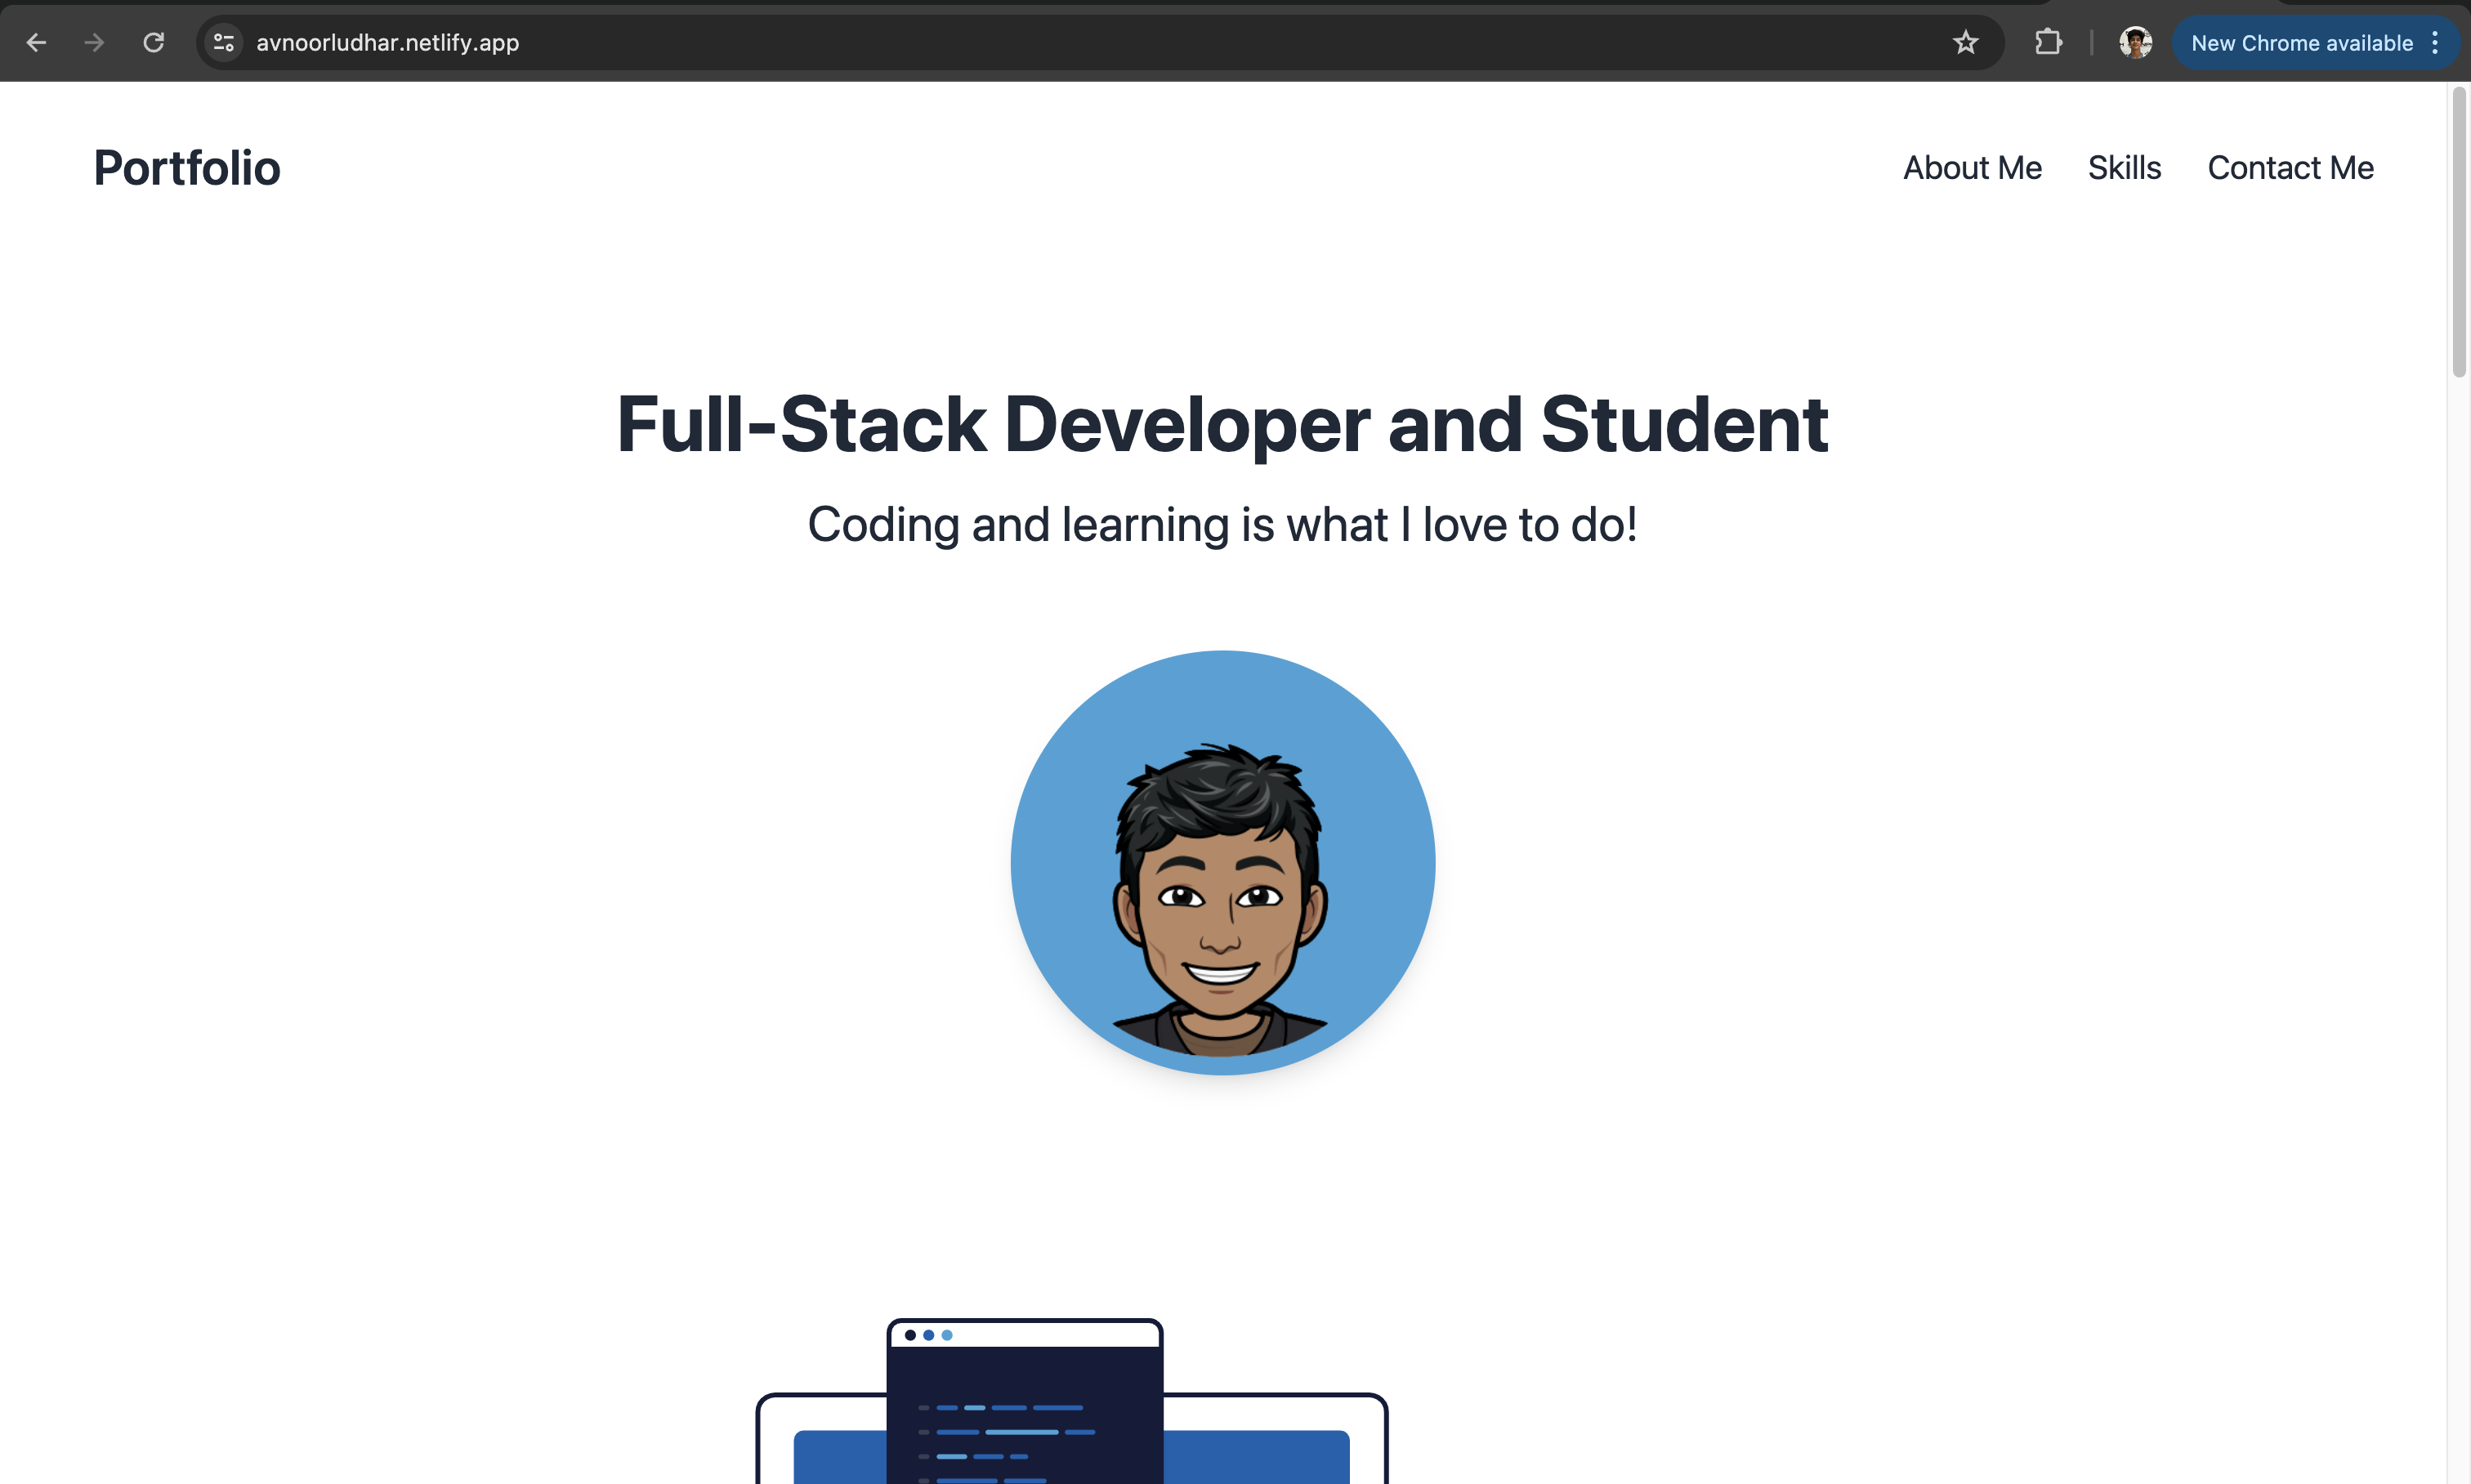 avnoorludhar.netlify.app
New Chrome available
Portfolio
About Me Skills Contact Me
Full-Stack Developer and Student
Coding and learning is what I love to do!